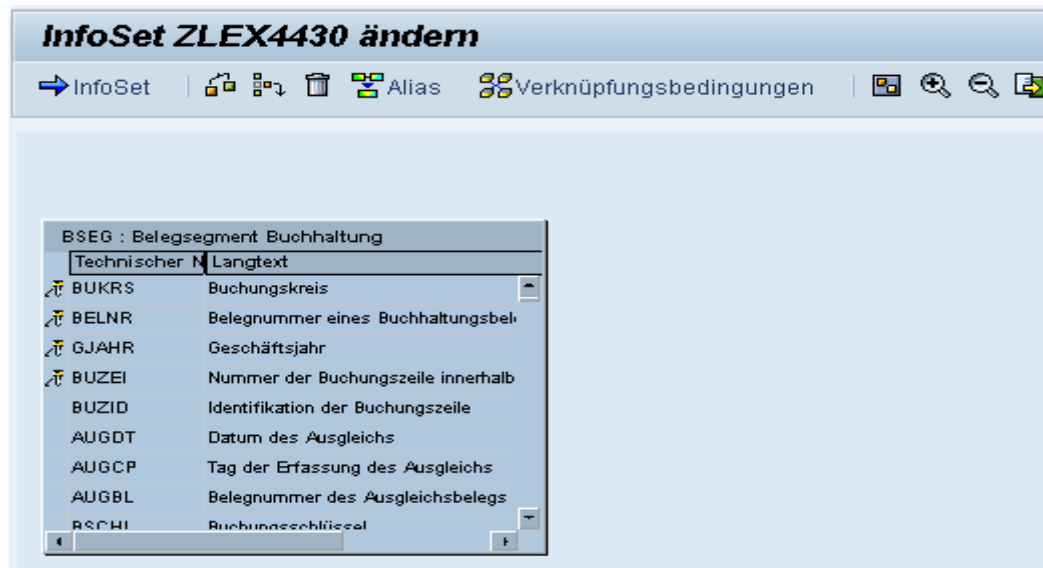 InfoSet ZLEX4430 ändern
InfoSet Alias Verknüpfungsbedingungen
BSEG : Belegsegment Buchhaltung
Technischer N Langtext
BUKRS Buchungskreis
BELNR Belegnummer eines Buchhaltungsbel
GJAHR Geschäftsjahr
BUZEI Nummer der Buchungszeile innerhalb
BUZID Identifikation der Buchungszeile
AUGDT Datum des Ausgleichs
AUGCP Tag der Erfassung des Ausgleichs
AUGBL Belegnummer des Ausgleichsbelegs
BSCHL Buchungsschlüssel